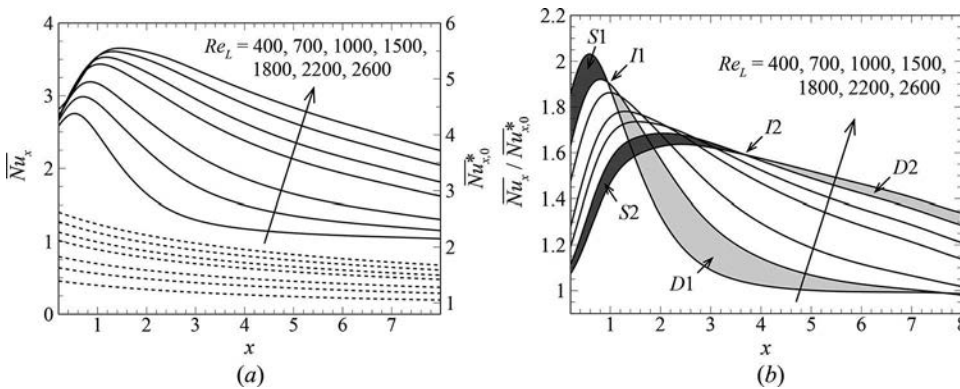 4
3
2
1
0
6
5
4
3
2
1
1 2 3 4 5 6 7 8
x
Nu_x
Nu*_{x,0}
Re_L = 400, 700, 1000, 1500,
1800, 2200, 2600
(a)
2.2
2.0
1.8
1.6
1.4
1.2
1.0
1 2 3 4 5 6 7 8
x
Nu_x / Nu*_{x,0}
S1
I1
Re_L = 400, 700, 1000, 1500,
1800, 2200, 2600
I2
D2
S2
D1
(b)